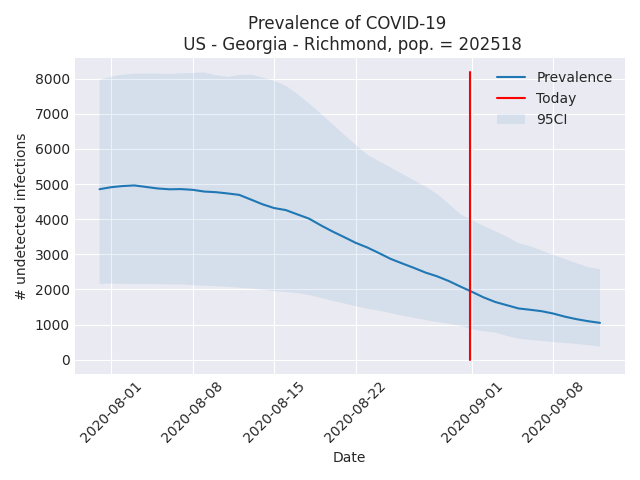 Prevalence of COVID-19
US - Georgia - Richmond, pop. = 202518
8000
7000
6000
5000
4000
3000
2000
1000
0
# undetected infections
Prevalence
Today
95CI
2020-08-01
2020-08-08
2020-08-15
2020-08-22
2020-09-01
2020-09-08
Date